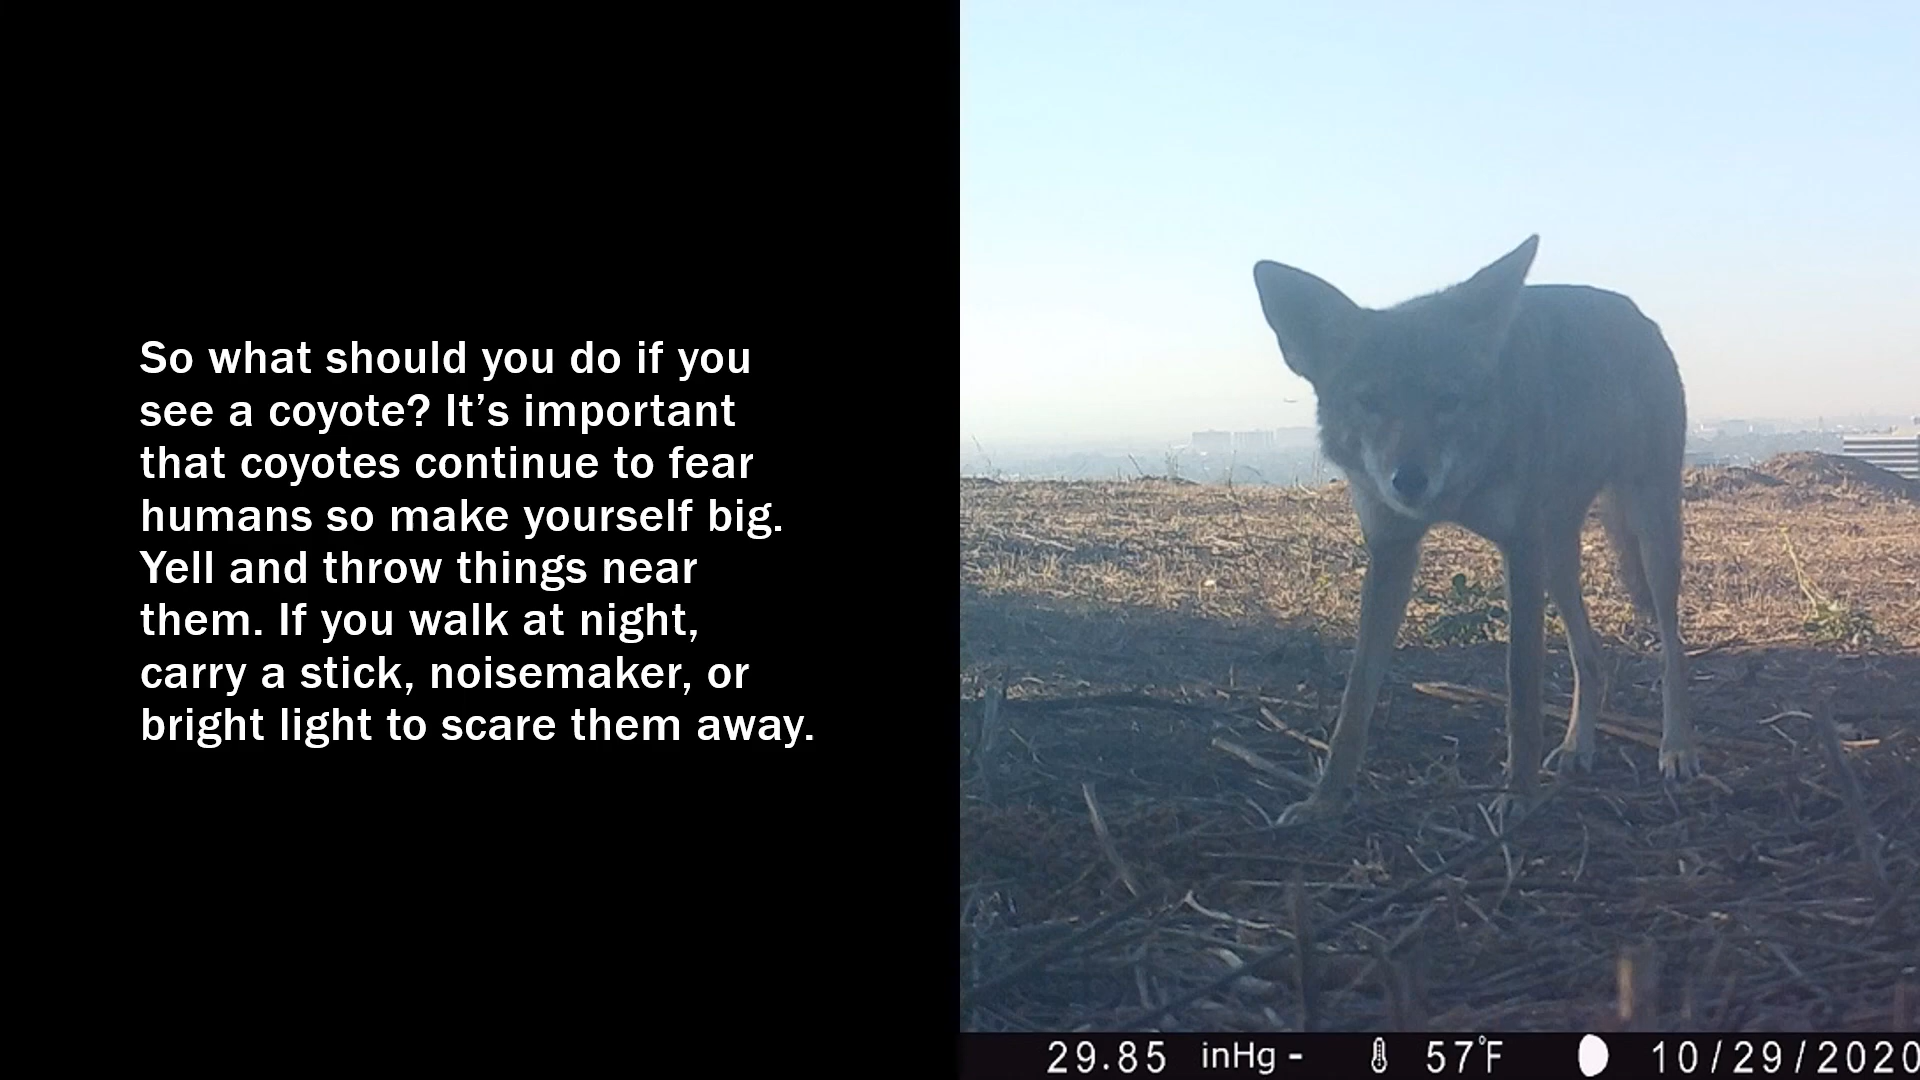 So what should you do if you
see a coyote? It’s important
that coyotes continue to fear
humans so make yourself big.
Yell and throw things near
them. If you walk at night,
carry a stick, noisemaker, or
bright light to scare them away.
29.85 inHg - 57°F 10/29/2020